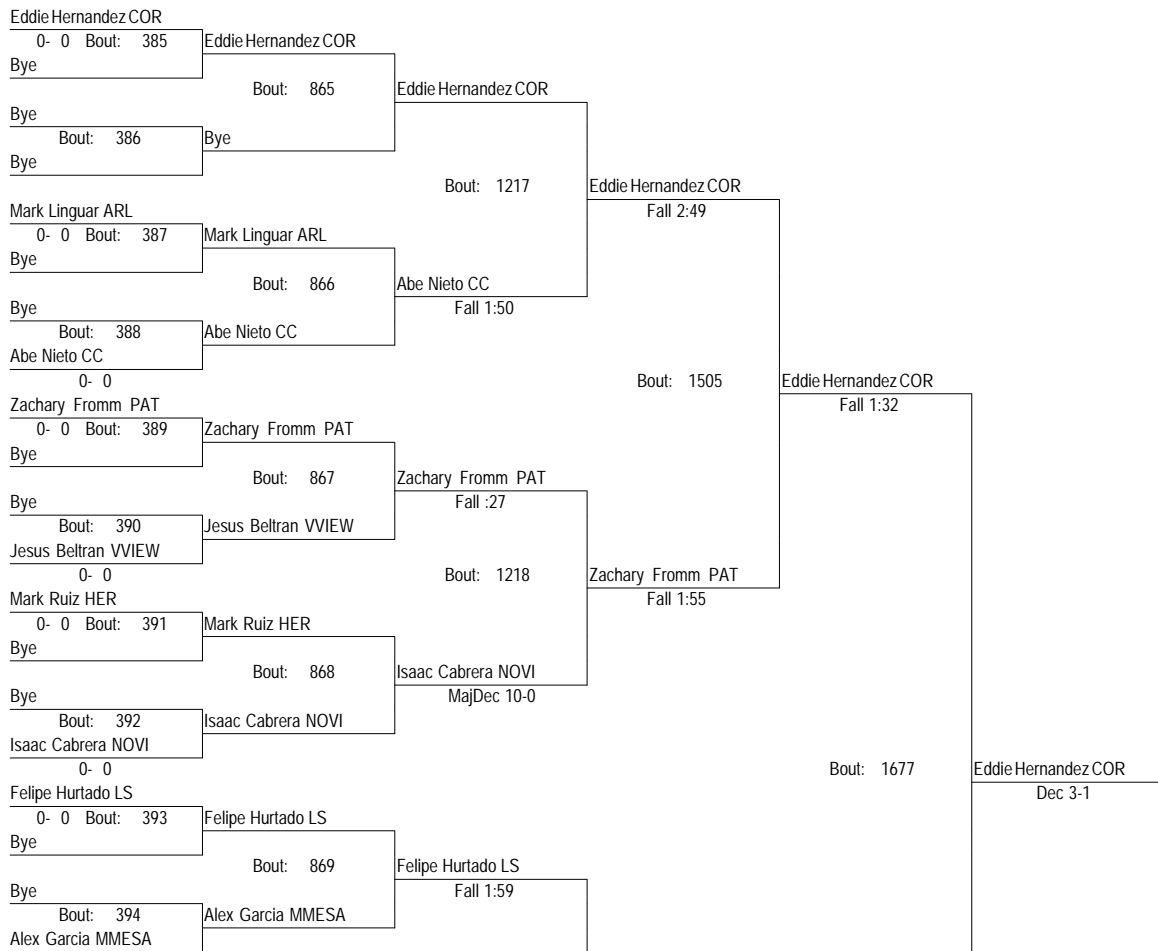 Eddie Hernandez COR
0- 0 Bout: 385
Eddie Hernandez COR
Bye
Bout: 865
Eddie Hernandez COR
Bye
Bout: 386
Bye
Bye
Bout: 1217
Eddie Hernandez COR
Fall 2:49
Mark Linguar ARL
0- 0 Bout: 387
Mark Linguar ARL
Bye
Bout: 866
Abe Nieto CC
Fall 1:50
Bye
Bout: 388
Abe Nieto CC
Abe Nieto CC
0- 0
Bout: 1505
Eddie Hernandez COR
Fall 1:32
Zachary Fromm PAT
0- 0 Bout: 389
Zachary Fromm PAT
Bye
Bout: 867
Zachary Fromm PAT
Fall :27
Bye
Bout: 390
Jesus Beltran VVIEW
Jesus Beltran VVIEW
0- 0
Bout: 1218
Zachary Fromm PAT
Fall 1:55
Mark Ruiz HER
0- 0 Bout: 391
Mark Ruiz HER
Bye
Bout: 868
Isaac Cabrera NOVI
MajDec 10-0
Bye
Bout: 392
Isaac Cabrera NOVI
Isaac Cabrera NOVI
0- 0
Bout: 1677
Eddie Hernandez COR
Dec 3-1
Felipe Hurtado LS
0- 0 Bout: 393
Felipe Hurtado LS
Bye
Bout: 869
Felipe Hurtado LS
Fall 1:59
Bye
Bout: 394
Alex Garcia MMESA
Alex Garcia MMESA